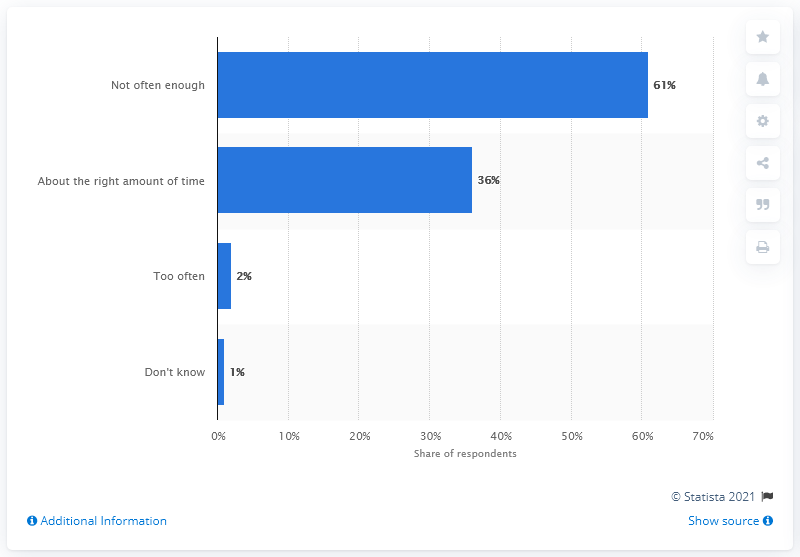 Not often enough
61%
About the right amount of time
36%
Too often
2%
Don't know
1%
0% 10% 20% 30% 40% 50% 60% 70%
Share of respondents
© Statista 2021
Additional Information
Show source